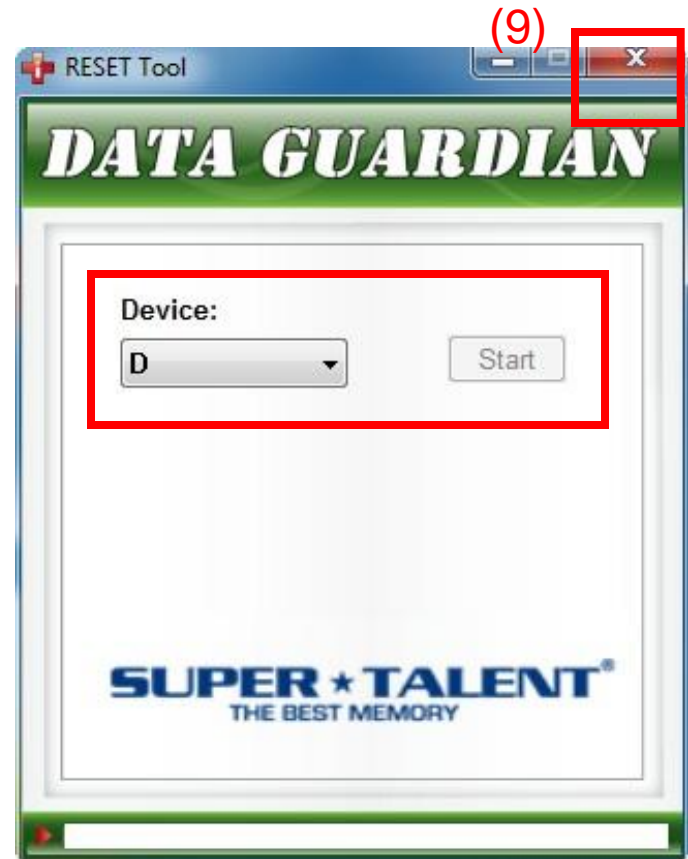 (9)
RESET Tool
X
DATA GUARDIAN
Device:
D
Start
SUPER★TALENT®
THE BEST MEMORY